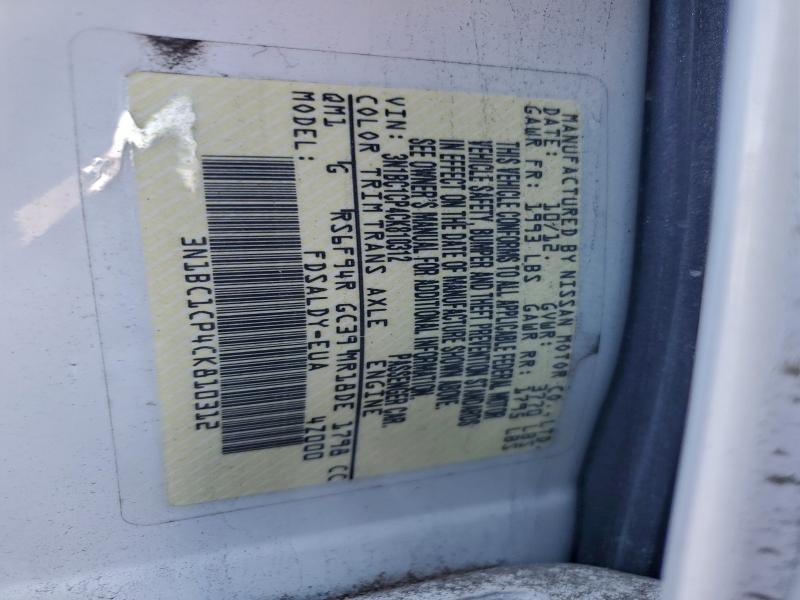 MANUFACTURED BY NISSAN MOTOR CO., LTD.
DATE: 10/12. GVWR: 3720 LBS
GAWR FR: 1993 LBS GAWR RR: 1795 LBS
THIS VEHICLE CONFORMS TO ALL APPLICABLE FEDERAL MOTOR
VEHICLE SAFETY, BUMPER AND THEFT PREVENTION STANDARDS
IN EFFECT ON THE DATE OF MANUFACTURE SHOWN ABOVE.
SEE OWNER'S MANUAL FOR ADDITIONAL INFORMATION.
VIN: 3N1BC1CP4CK810312 PASSENGER CAR
COLOR TRIM TRANS AXLE ENGINE
QM1 G RS6F94R GC39 MR18DE 1798 CC
MODEL: FDSALDY-EUA 4Z000
3N1BC1CP4CK810312